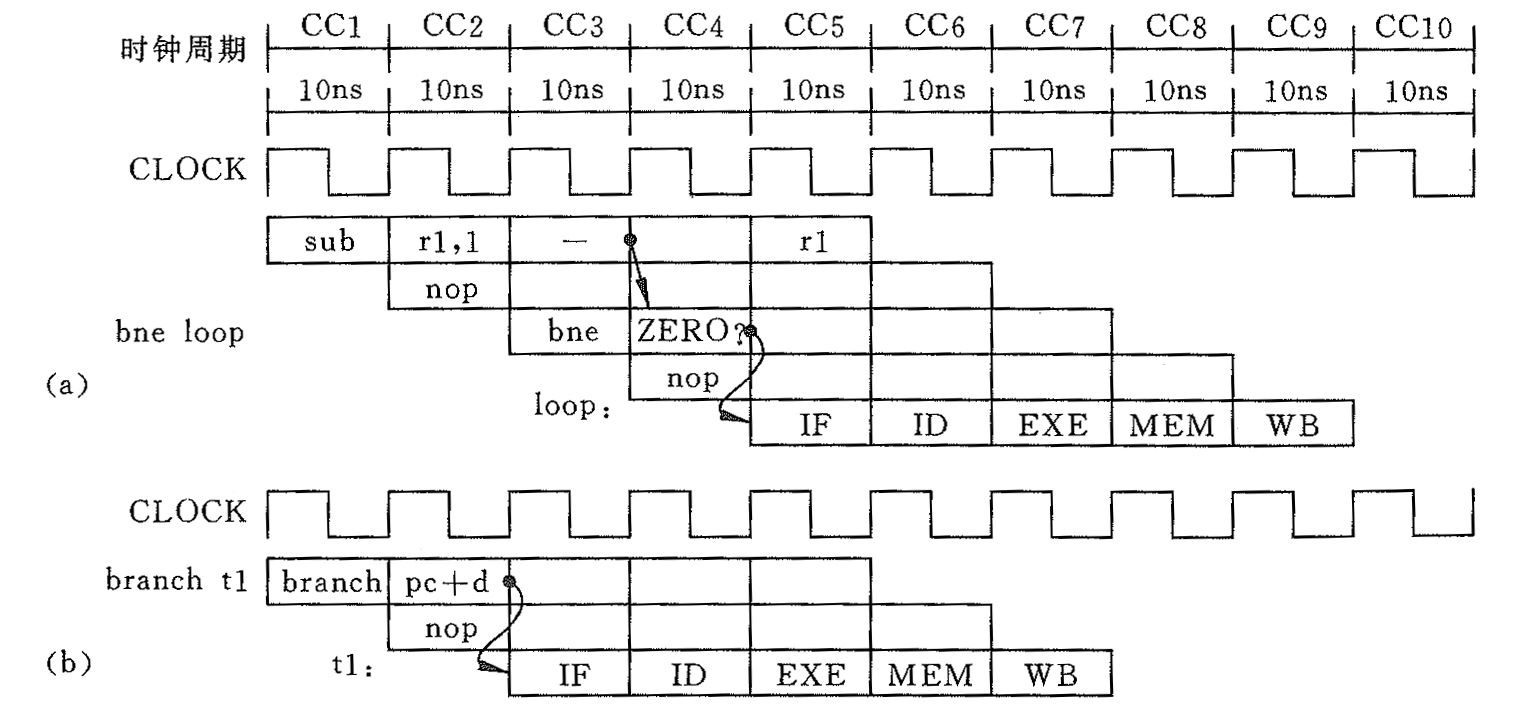 CC1 CC2 CC3 CC4 CC5 CC6 CC7 CC8 CC9 CC10
时钟周期
10ns 10ns 10ns 10ns 10ns 10ns 10ns 10ns 10ns 10ns
CLOCK
sub r1,1 — r1
nop
bne loop bne ZERO?
(a) nop
loop: IF ID EXE MEM WB
CLOCK
branch t1 branch pc+d
nop
(b) t1: IF ID EXE MEM WB